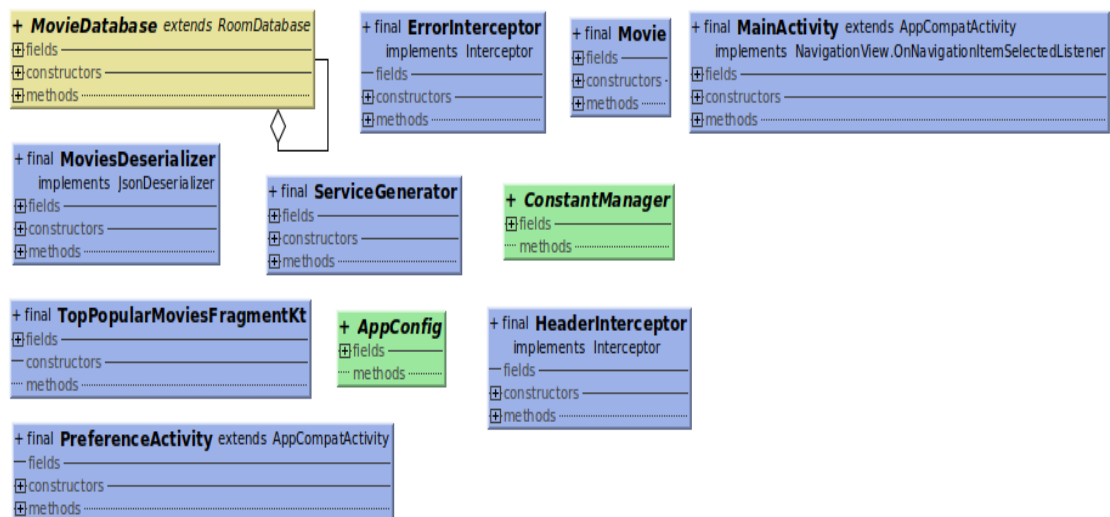 + MovieDatabase extends RoomDatabase
fields
constructors
methods
+ final ErrorInterceptor
implements Interceptor
fields
constructors
methods
+ final Movie
fields
constructors
methods
+ final MainActivity extends AppCompatActivity
implements NavigationView.OnNavigationItemSelectedListener
fields
constructors
methods
+ final MoviesDeserializer
implements JsonDeserializer
fields
constructors
methods
+ final ServiceGenerator
fields
constructors
methods
+ ConstantManager
fields
methods
+ final TopPopularMoviesFragmentKt
fields
constructors
methods
+ AppConfig
fields
methods
+ final HeaderInterceptor
implements Interceptor
fields
constructors
methods
+ final PreferenceActivity extends AppCompatActivity
fields
constructors
methods